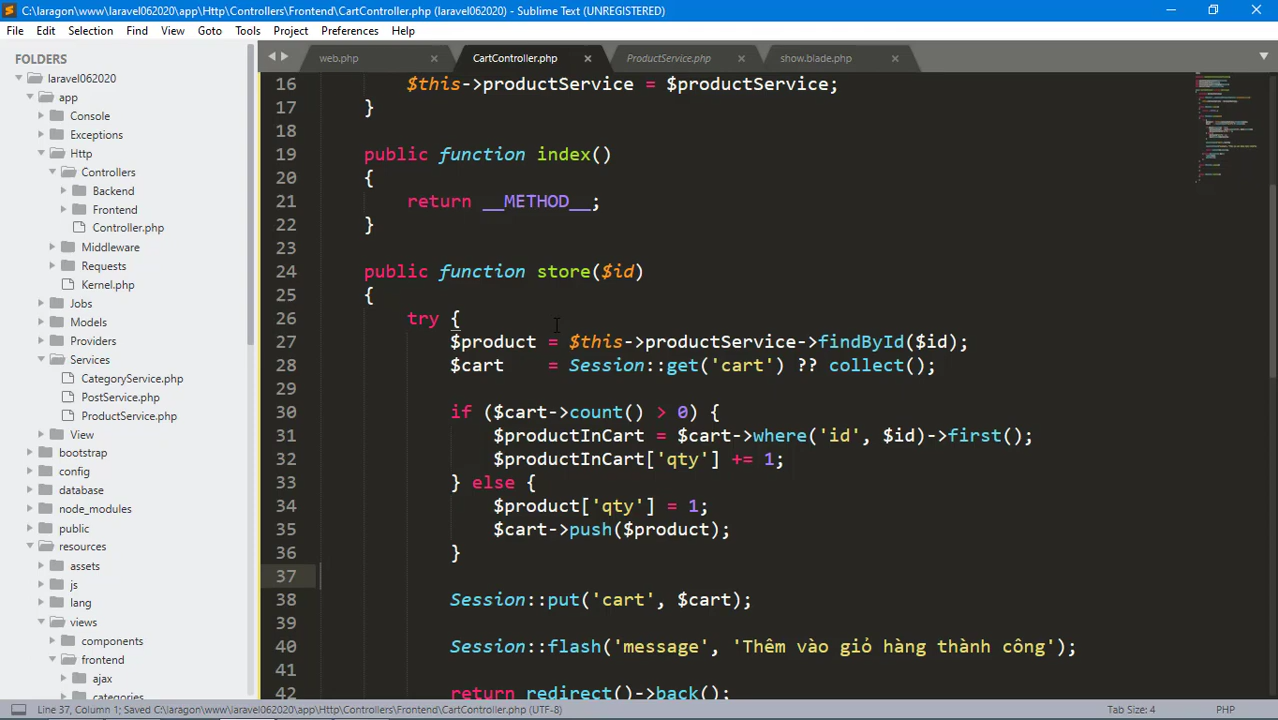 C:\laragon\www\laravel062020\app\Http\Controllers\Frontend\CartController.php (laravel062020) - Sublime Text (UNREGISTERED)
File Edit Selection Find View Goto Tools Project Preferences Help
FOLDERS
laravel062020
app
Console
Exceptions
Http
Controllers
Backend
Frontend
Controller.php
Middleware
Requests
Kernel.php
Jobs
Models
Providers
Services
CategoryService.php
PostService.php
ProductService.php
View
bootstrap
config
database
node_modules
public
resources
assets
js
lang
views
components
frontend
ajax
categories
web.php CartController.php ProductService.php show.blade.php
16 $this->productService = $productService;
17 }
18
19 public function index()
20 {
21 return __METHOD__;
22 }
23
24 public function store($id)
25 {
26 try {
27 $product = $this->productService->findById($id);
28 $cart = Session::get('cart') ?? collect();
29
30 if ($cart->count() > 0) {
31 $productInCart = $cart->where('id', $id)->first();
32 $productInCart['qty'] += 1;
33 } else {
34 $product['qty'] = 1;
35 $cart->push($product);
36 }
37
38 Session::put('cart', $cart);
39
40 Session::flash('message', 'Thêm vào giỏ hàng thành công');
41
42 return redirect()->back();
Line 37, Column 1; Saved C:\laragon\www\laravel062020\app\Http\Controllers\Frontend\CartController.php (UTF-8) Tab Size: 4 PHP